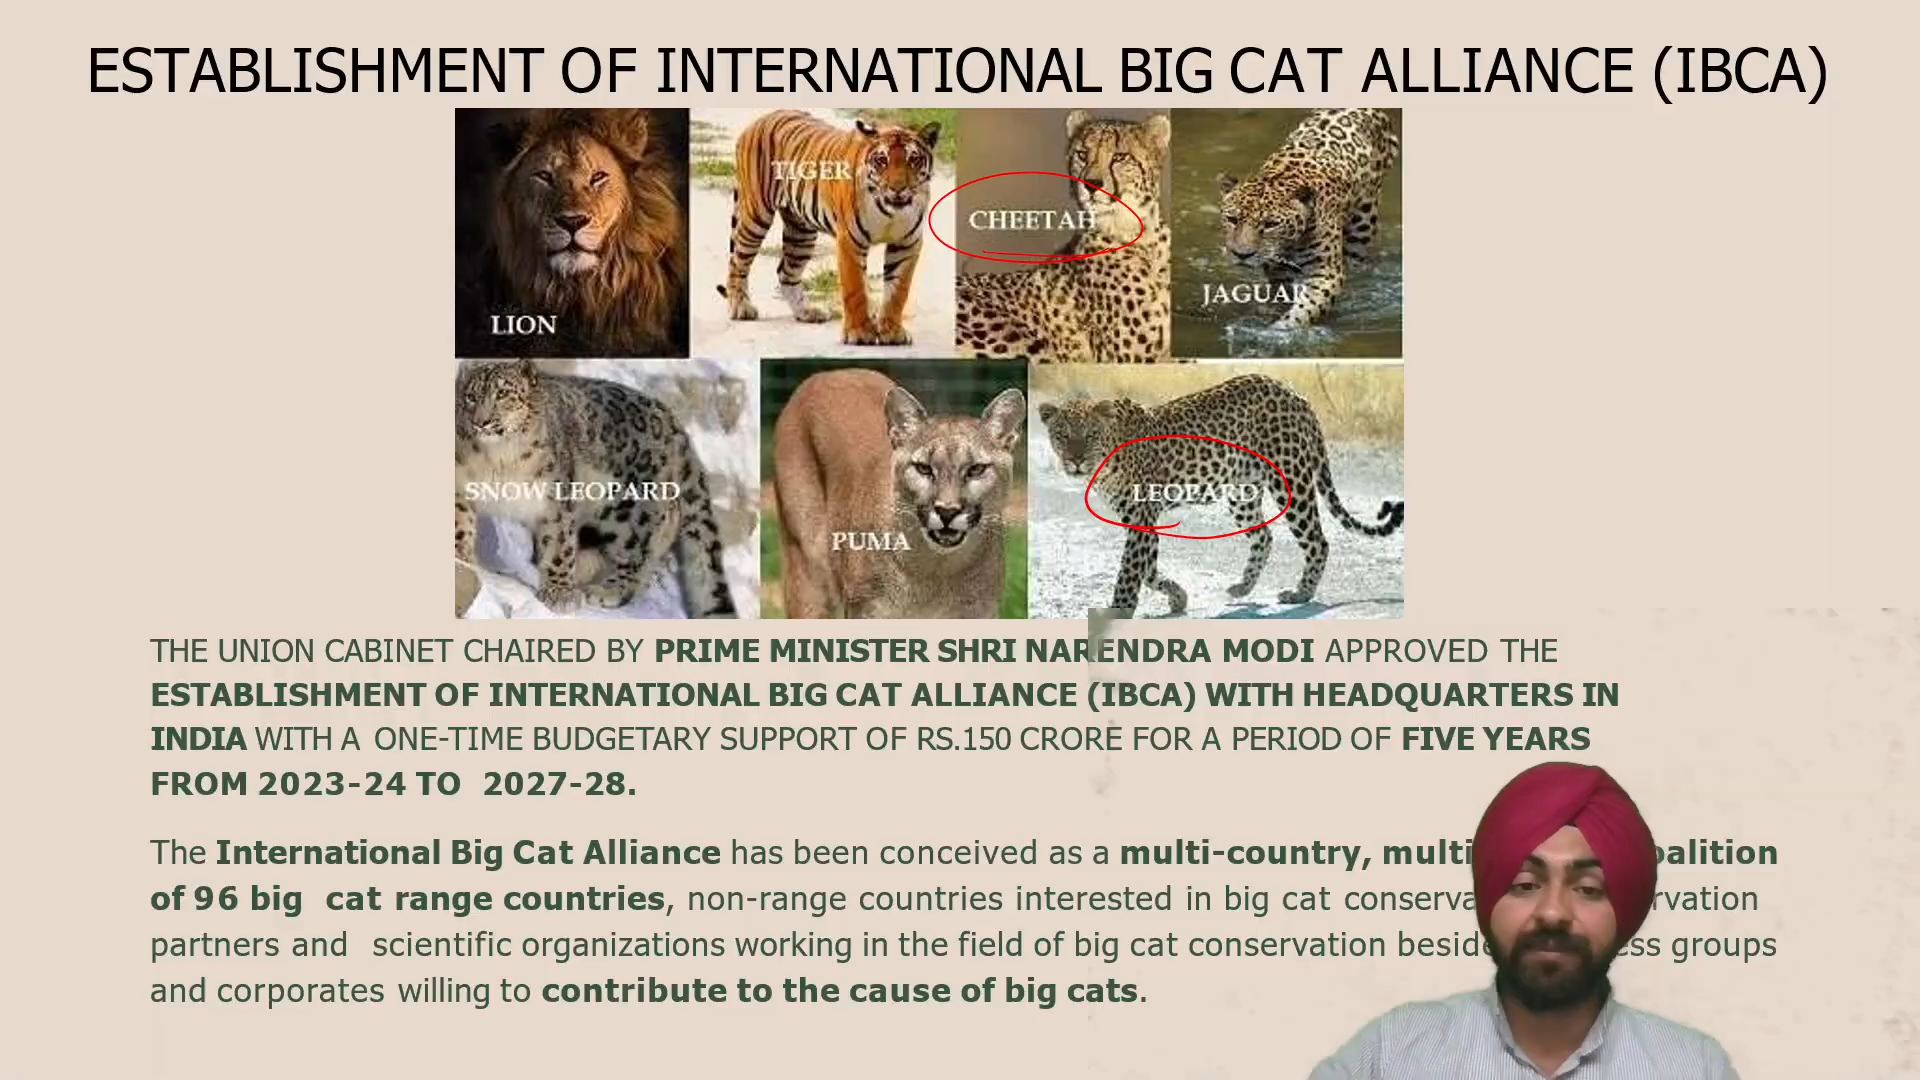 ESTABLISHMENT OF INTERNATIONAL BIG CAT ALLIANCE (IBCA)
LION
TIGER
CHEETAH
JAGUAR
SNOW LEOPARD
PUMA
LEOPARD
THE UNION CABINET CHAIRED BY PRIME MINISTER SHRI NARENDRA MODI APPROVED THE
ESTABLISHMENT OF INTERNATIONAL BIG CAT ALLIANCE (IBCA) WITH HEADQUARTERS IN
INDIA WITH A ONE-TIME BUDGETARY SUPPORT OF RS.150 CRORE FOR A PERIOD OF FIVE YEARS
FROM 2023-24 TO 2027-28.
The International Big Cat Alliance has been conceived as a multi-country,
of 96 big cat range countries, non-range countries interested in big cat
partners and scientific organizations working in the field of big cat conservation groups
and corporates willing to contribute to the cause of big cats.